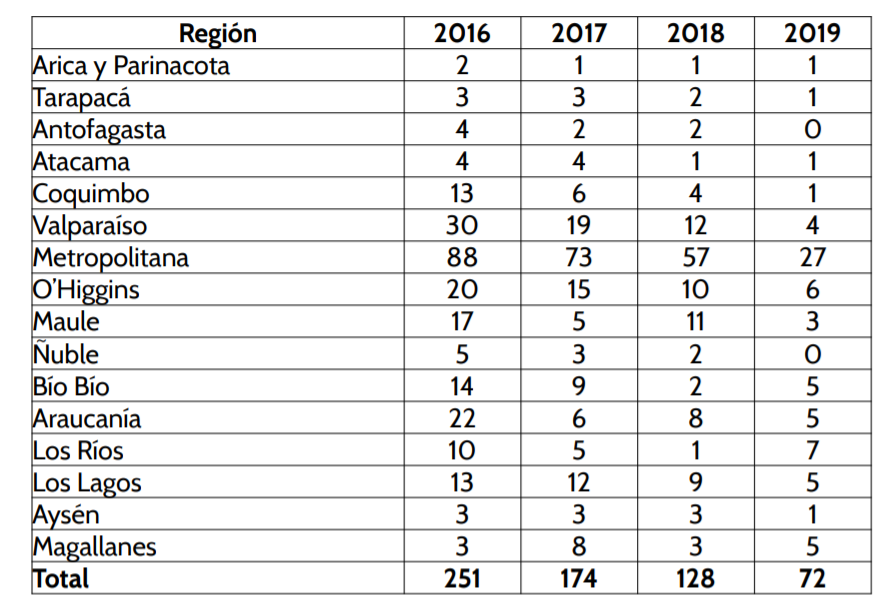 Región 2016 2017 2018 2019
Arica y Parinacota 2 1 1 1
Tarapacá 3 3 2 1
Antofagasta 4 2 2 0
Atacama 4 4 1 1
Coquimbo 13 6 4 1
Valparaíso 30 19 12 4
Metropolitana 88 73 57 27
O'Higgins 20 15 10 6
Maule 17 5 11 3
Ñuble 5 3 2 0
Bío Bío 14 9 2 5
Araucanía 22 6 8 5
Los Ríos 10 5 1 7
Los Lagos 13 12 9 5
Aysén 3 3 3 1
Magallanes 3 8 3 5
Total 251 174 128 72